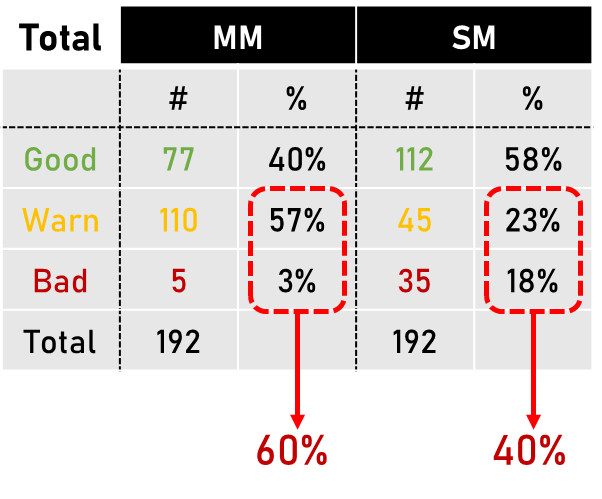 Total MM SM
# % # %
Good 77 40% 112 58%
Warn 110 57% 45 23%
Bad 5 3% 35 18%
Total 192 192
60% 40%